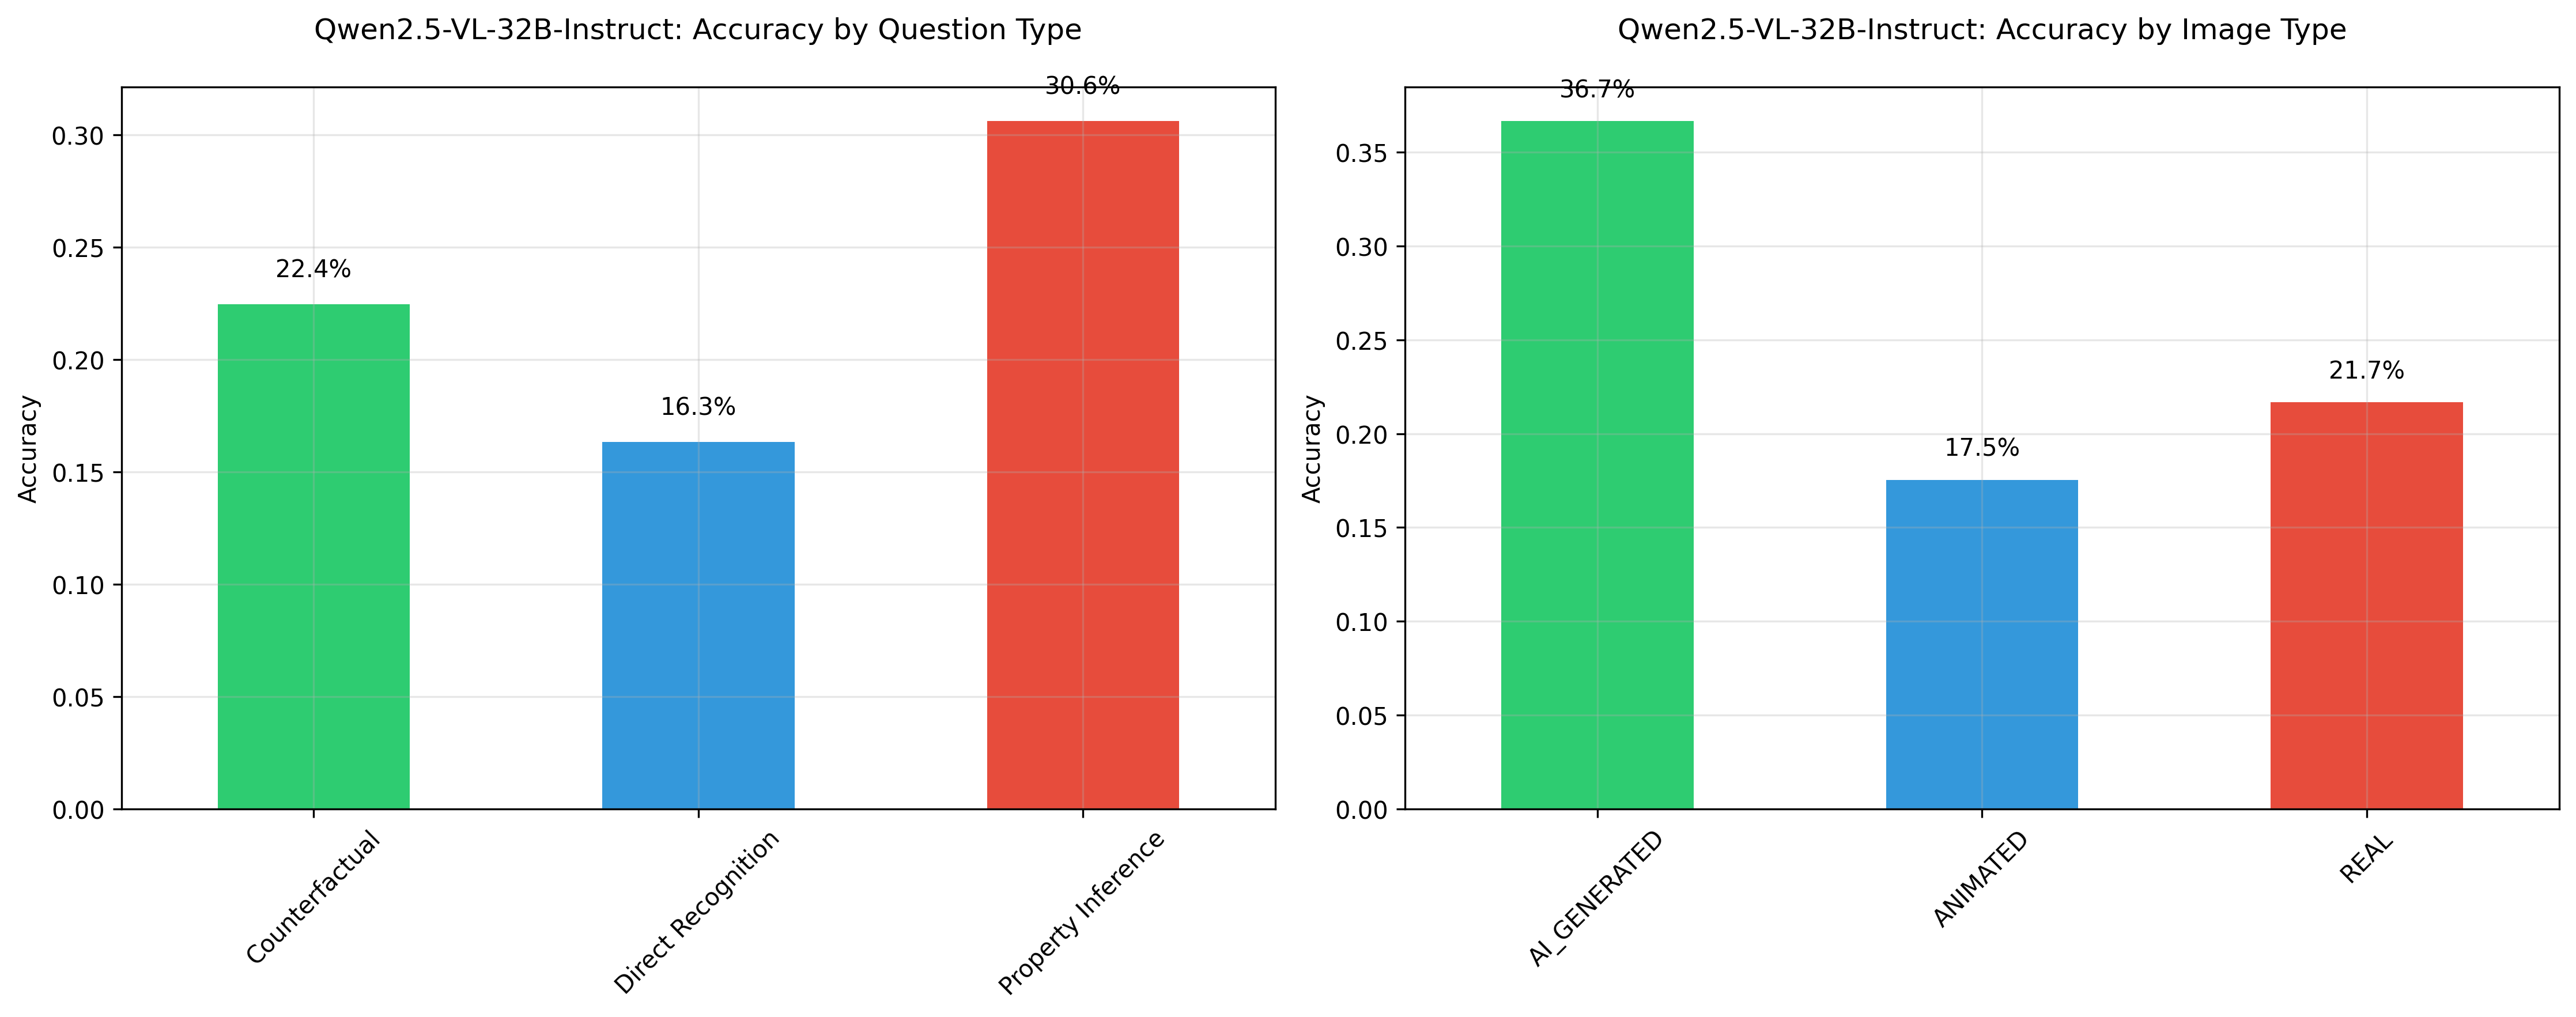 Qwen2.5-VL-32B-Instruct: Accuracy by Question Type
30.6%
0.30
0.25
22.4%
0.20
16.3%
0.15
0.10
0.05
0.00
Accuracy
Counterfactual
Direct Recognition
Property Inference
Qwen2.5-VL-32B-Instruct: Accuracy by Image Type
36.7%
0.35
0.30
0.25
21.7%
0.20
17.5%
0.15
0.10
0.05
0.00
Accuracy
AI_GENERATED
ANIMATED
REAL